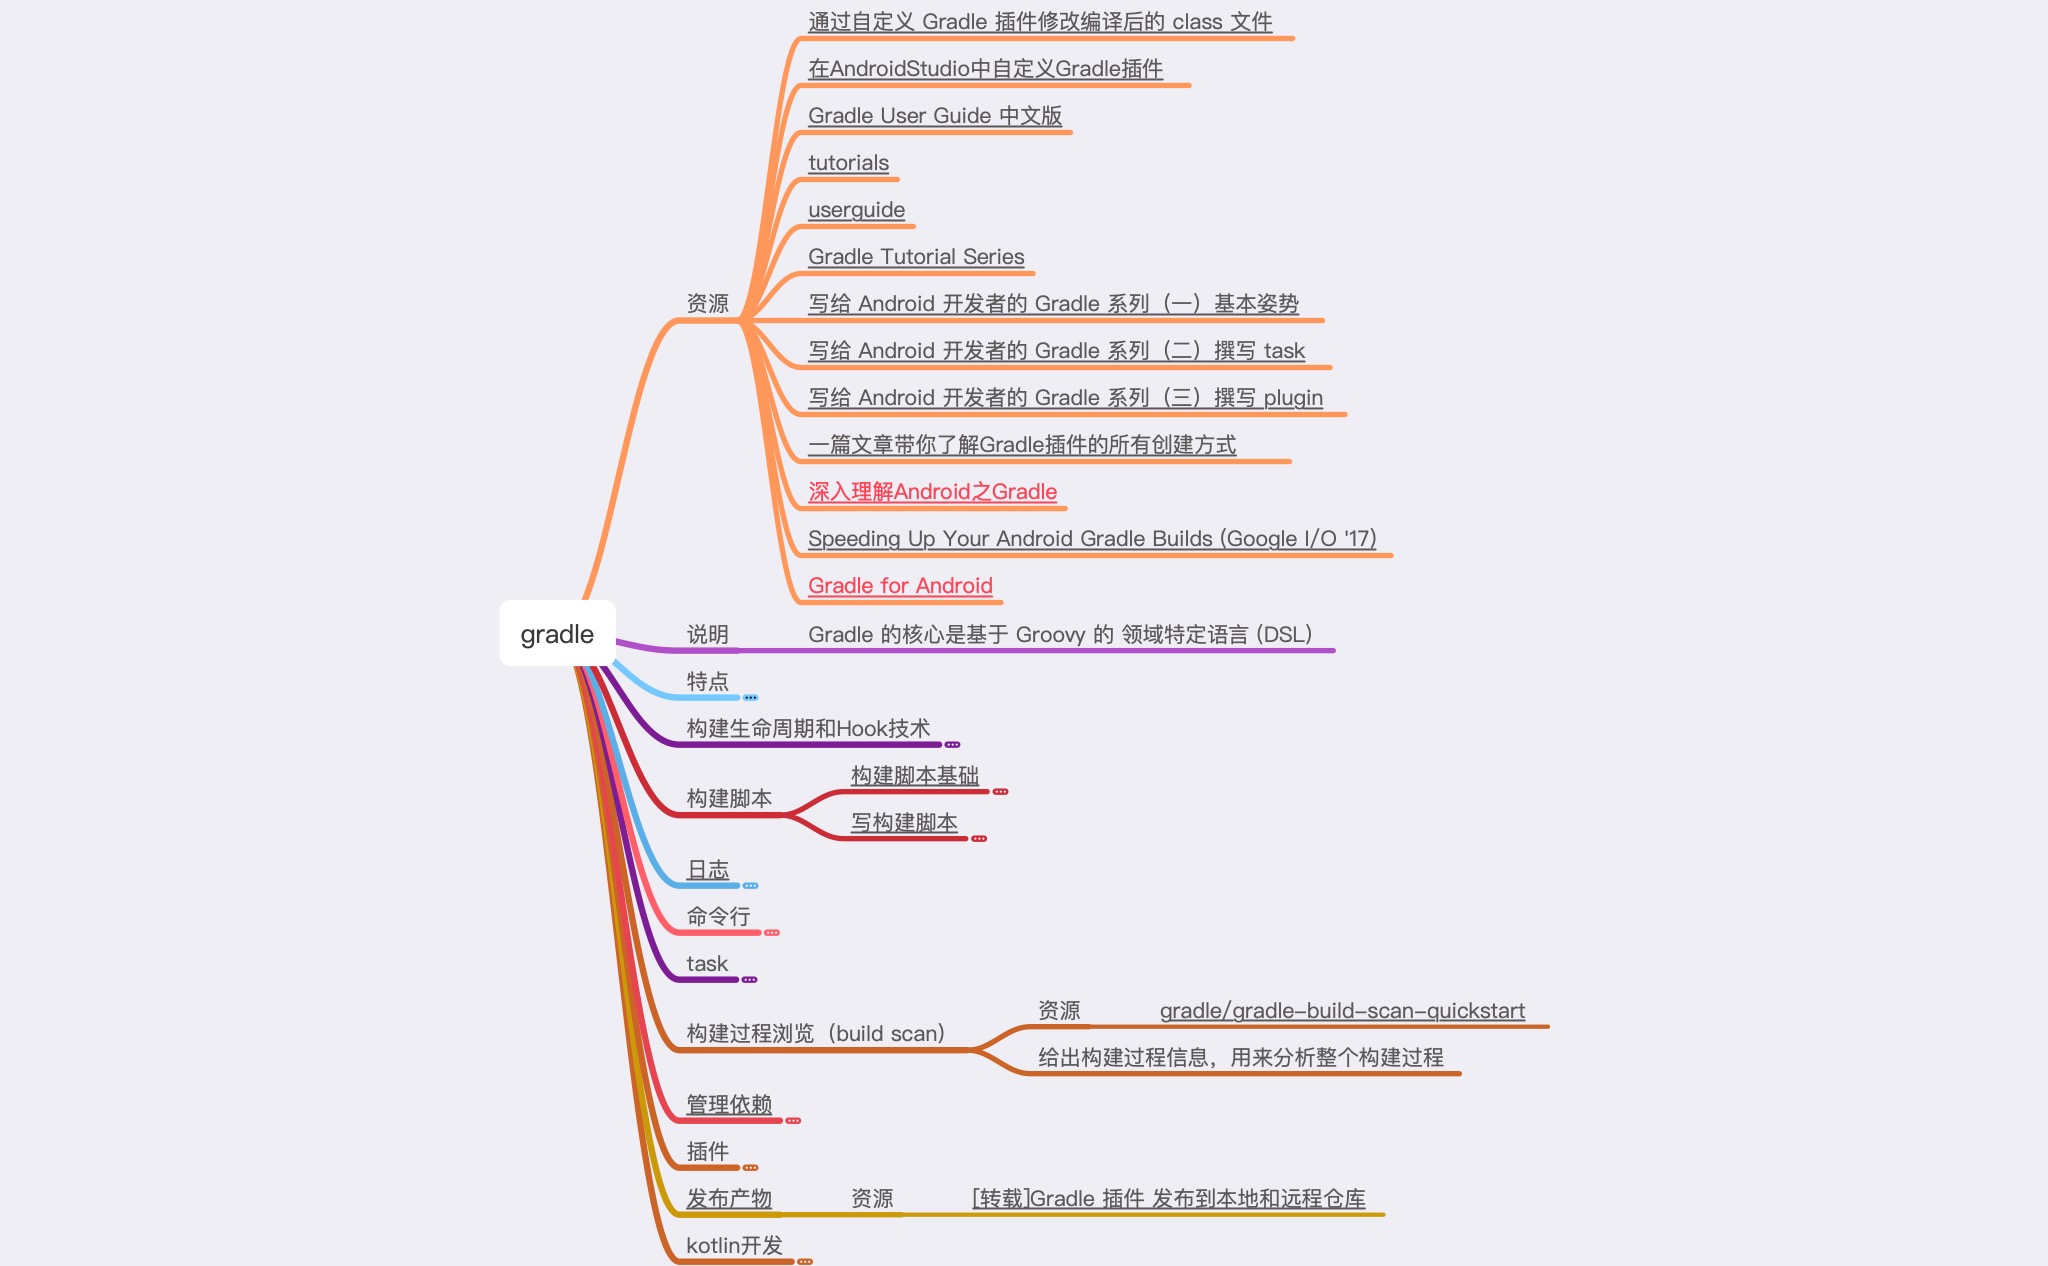 通过自定义 Gradle 插件修改编译后的 class 文件
在AndroidStudio中自定义Gradle插件
Gradle User Guide 中文版
tutorials
userguide
Gradle Tutorial Series
资源
写给 Android 开发者的 Gradle 系列（一）基本姿势
写给 Android 开发者的 Gradle 系列（二）撰写 task
写给 Android 开发者的 Gradle 系列（三）撰写 plugin
一篇文章带你了解Gradle插件的所有创建方式
深入理解Android之Gradle
Speeding Up Your Android Gradle Builds (Google I/O '17)
Gradle for Android
gradle
说明
Gradle 的核心是基于 Groovy 的 领域特定语言 (DSL)
特点
构建生命周期和Hook技术
构建脚本
构建脚本基础
写构建脚本
日志
命令行
task
构建过程浏览（build scan）
资源
gradle/gradle-build-scan-quickstart
给出构建过程信息，用来分析整个构建过程
管理依赖
插件
发布产物
资源
[转载]Gradle 插件 发布到本地和远程仓库
kotlin开发